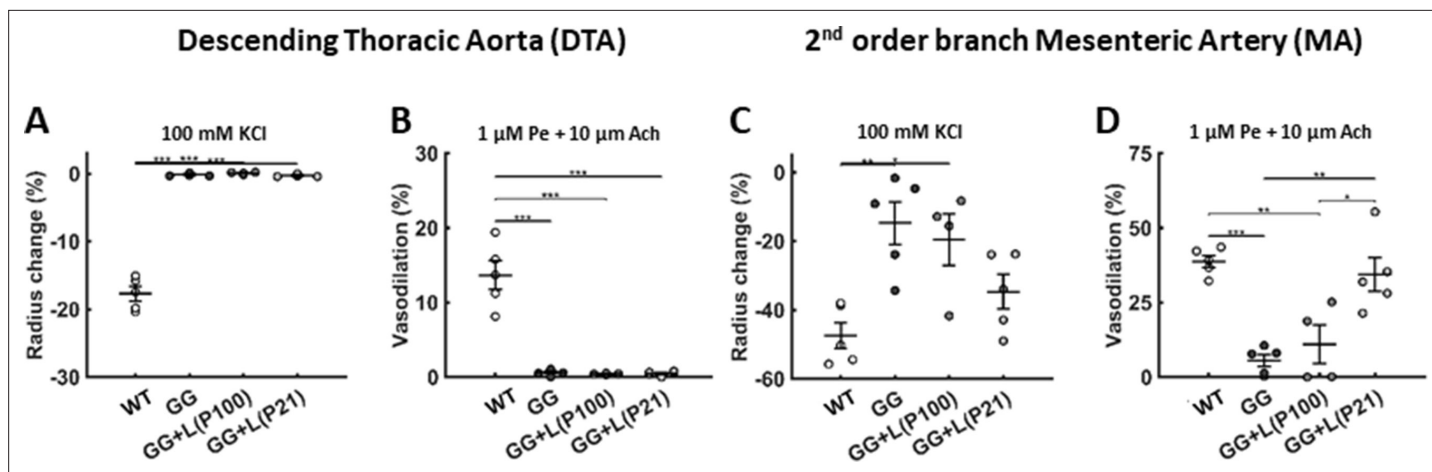 Descending Thoracic Aorta (DTA)
2nd order branch Mesenteric Artery (MA)
A
100 mM KCl
*** *** ***
Radius change (%)
0
-10
-20
-30
WT
GG
GG+L(P100)
GG+L(P21)
B
1 µM Pe + 10 µm Ach
***
***
***
Vasodilation (%)
30
20
10
0
WT
GG
GG+L(P100)
GG+L(P21)
C
100 mM KCl
** *
Radius change (%)
0
-20
-40
-60
WT
GG
GG+L(P100)
GG+L(P21)
D
1 µM Pe + 10 µm Ach
**
*
**
***
Vasodilation (%)
75
50
25
0
WT
GG
GG+L(P100)
GG+L(P21)